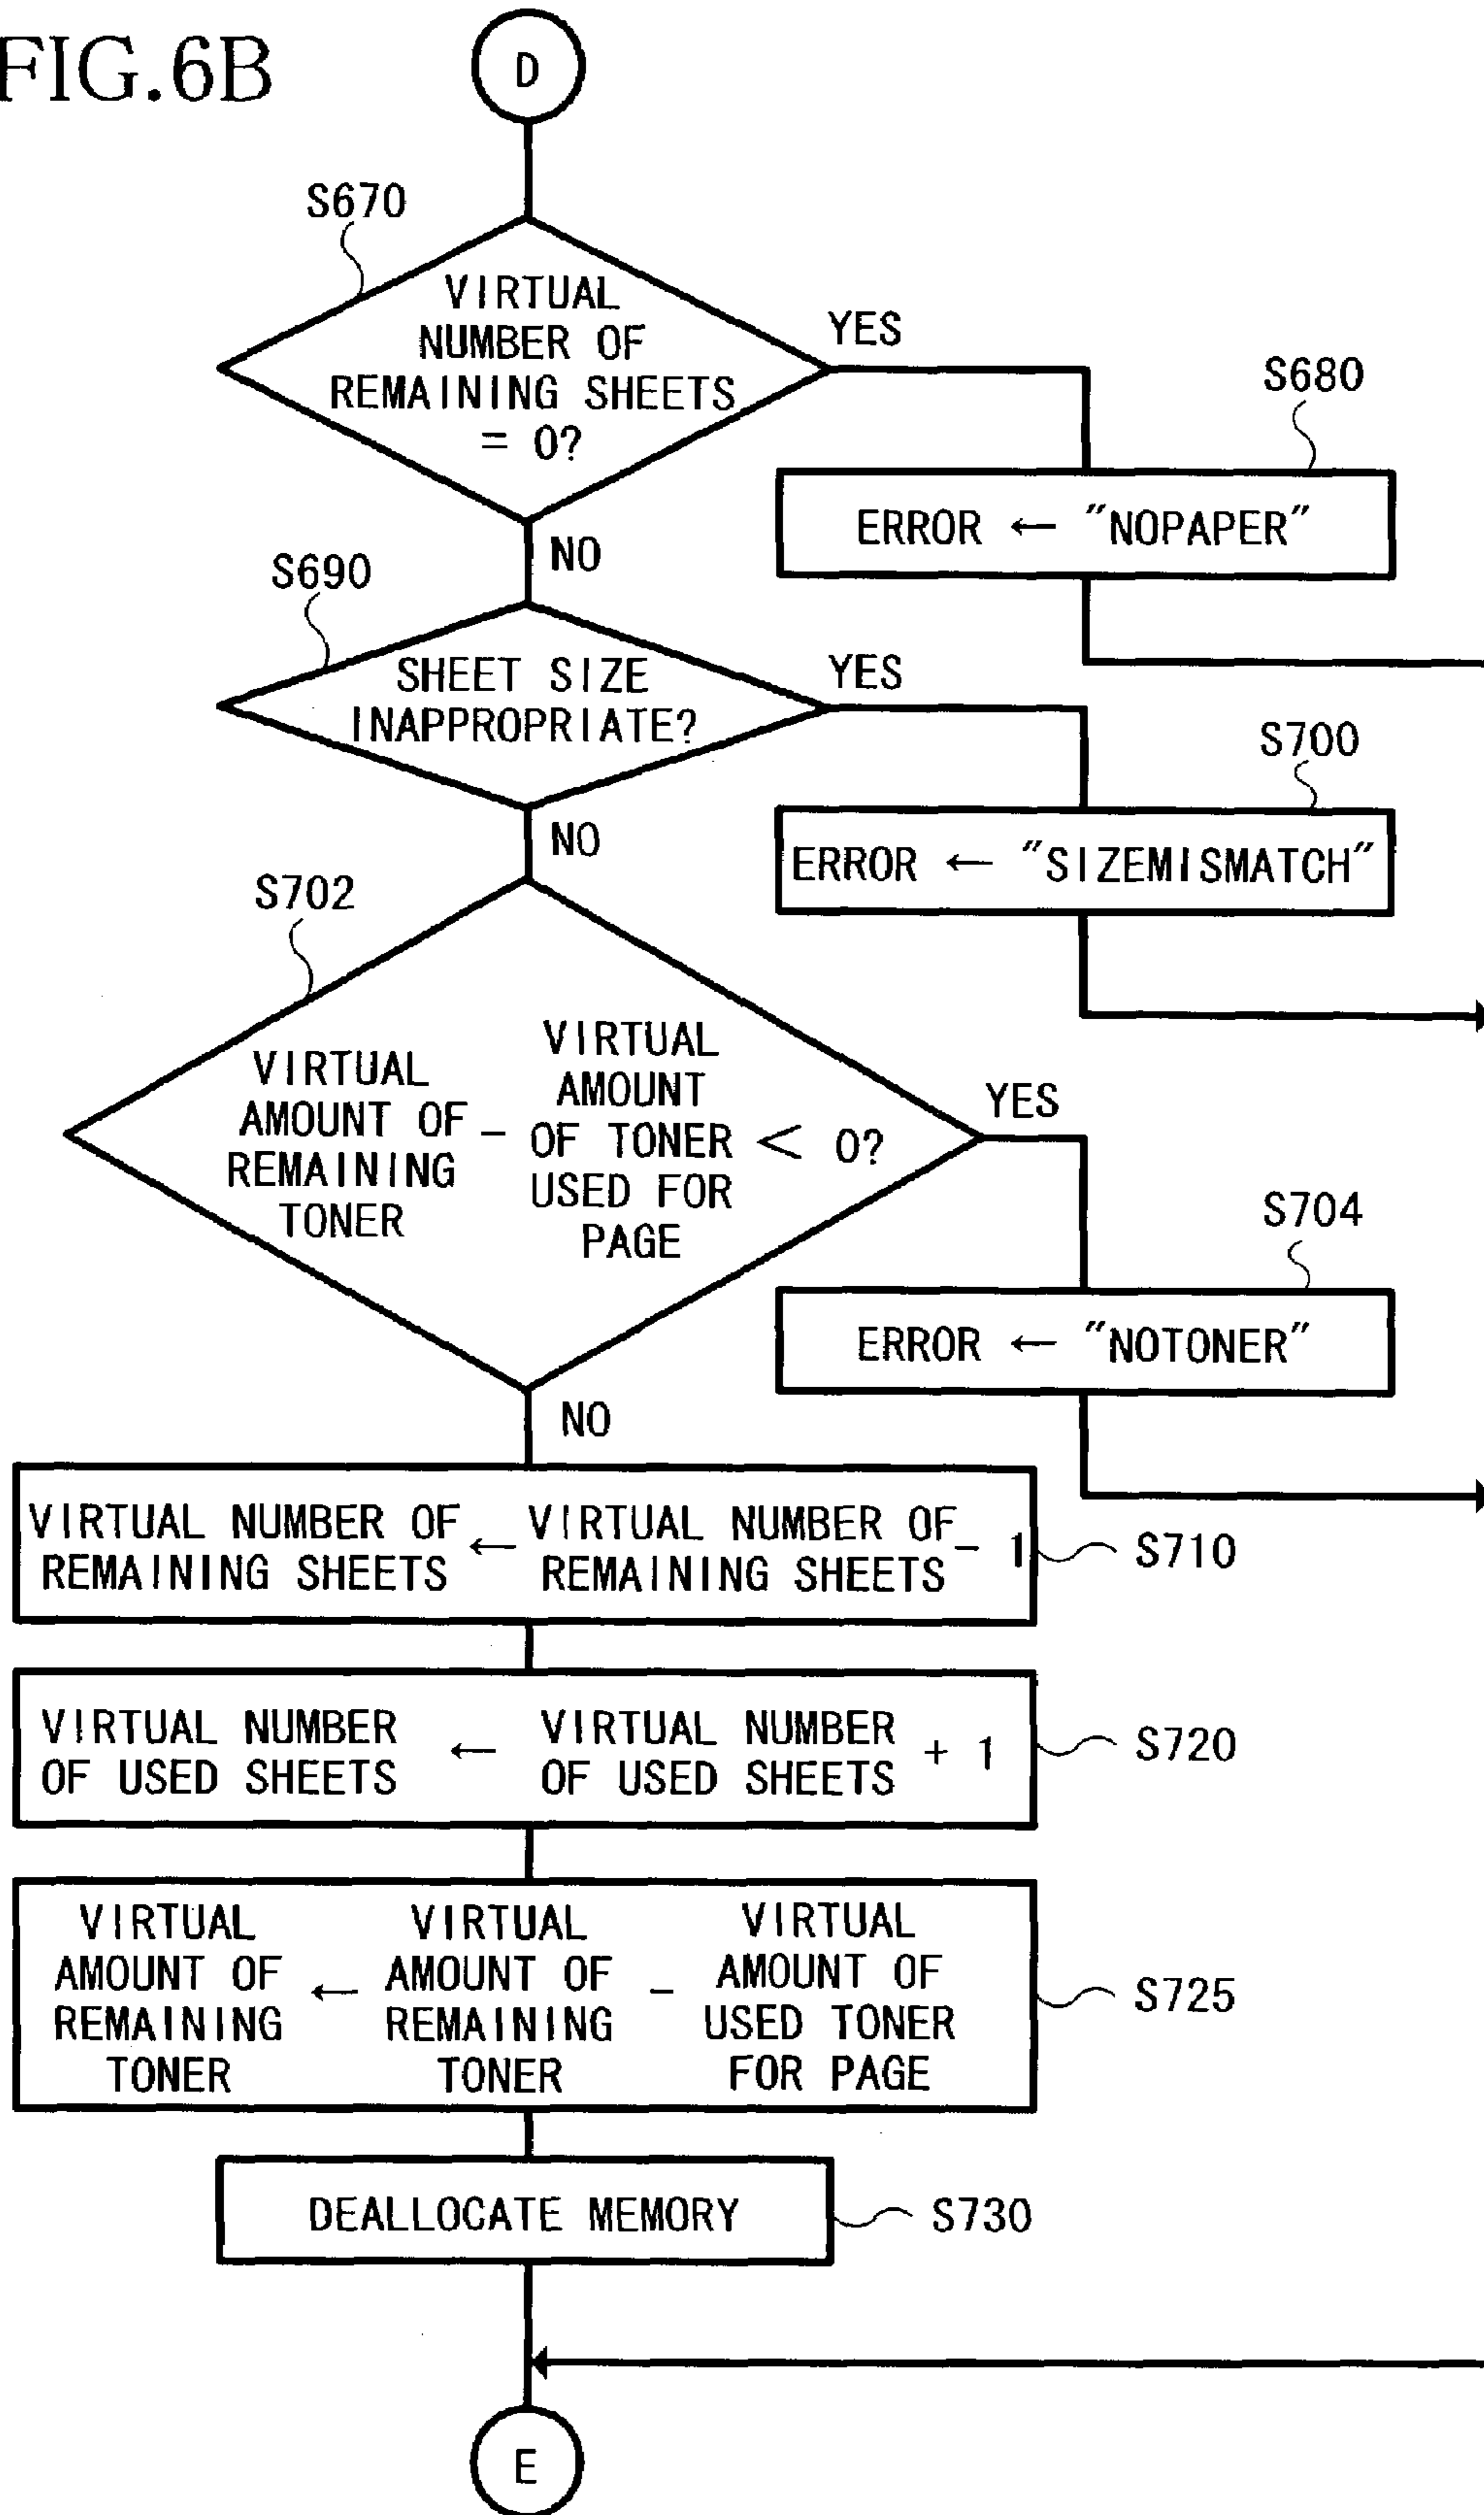 FIG.6B
D
S670
VIRTUAL
NUMBER OF
REMAINING SHEETS
= 0?
YES
S680
ERROR ← "NOPAPER"
NO
S690
SHEET SIZE
INAPPROPRIATE?
YES
S700
ERROR ← "SIZEMISMATCH"
NO
S702
VIRTUAL
AMOUNT OF
REMAINING
TONER
−
VIRTUAL
AMOUNT
OF TONER
USED FOR
PAGE
< 0?
YES
S704
ERROR ← "NOTONER"
NO
VIRTUAL NUMBER OF
REMAINING SHEETS
←
VIRTUAL NUMBER OF
REMAINING SHEETS
− 1
S710
VIRTUAL NUMBER
OF USED SHEETS
←
VIRTUAL NUMBER
OF USED SHEETS
+ 1
S720
VIRTUAL
AMOUNT OF
REMAINING
TONER
←
VIRTUAL
AMOUNT OF
REMAINING
TONER
−
VIRTUAL
AMOUNT OF
USED TONER
FOR PAGE
S725
DEALLOCATE MEMORY
S730
E